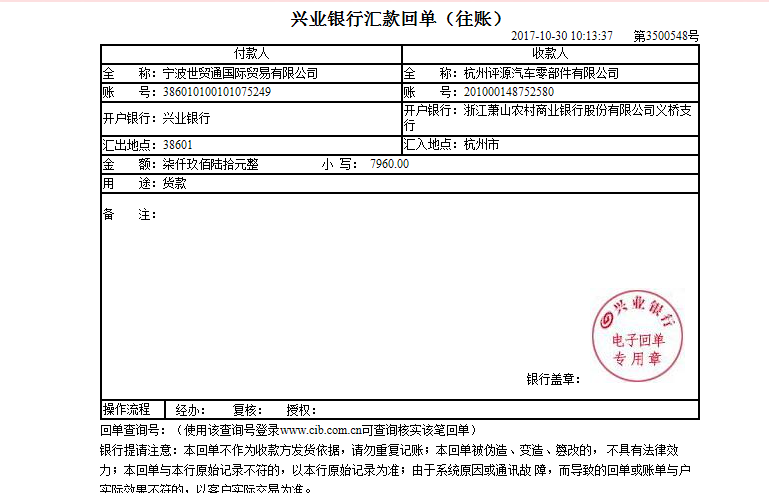 兴业银行汇款回单（往账）
2017-10-30 10:13:37 第3500548号
付款人 收款人
全 称：宁波世贸通国际贸易有限公司 全 称：杭州评源汽车零部件有限公司
账 号：386010100101075249 账 号：201000148752580
开户银行：兴业银行 开户银行：浙江萧山农村商业银行股份有限公司义桥支
行
汇出地点：38601 汇入地点：杭州市
金 额：柒仟玖佰陆拾元整 小 写： 7960.00
用 途：货款
备 注：
兴业银行
电子回单
专用章
银行盖章：
操作流程 经办： 复核： 授权：
回单查询号：（使用该查询号登录www.cib.com.cn可查询核实该笔回单）
银行提请注意：本回单不作为收款方发货依据，请勿重复记账；本回单被伪造、变造、篡改的，不具有法律效
力；本回单与本行原始记录不符的，以本行原始记录为准；由于系统原因或通讯故 障，而导致的回单或账单与户
实际效果不符的，以客户实际交易为准。